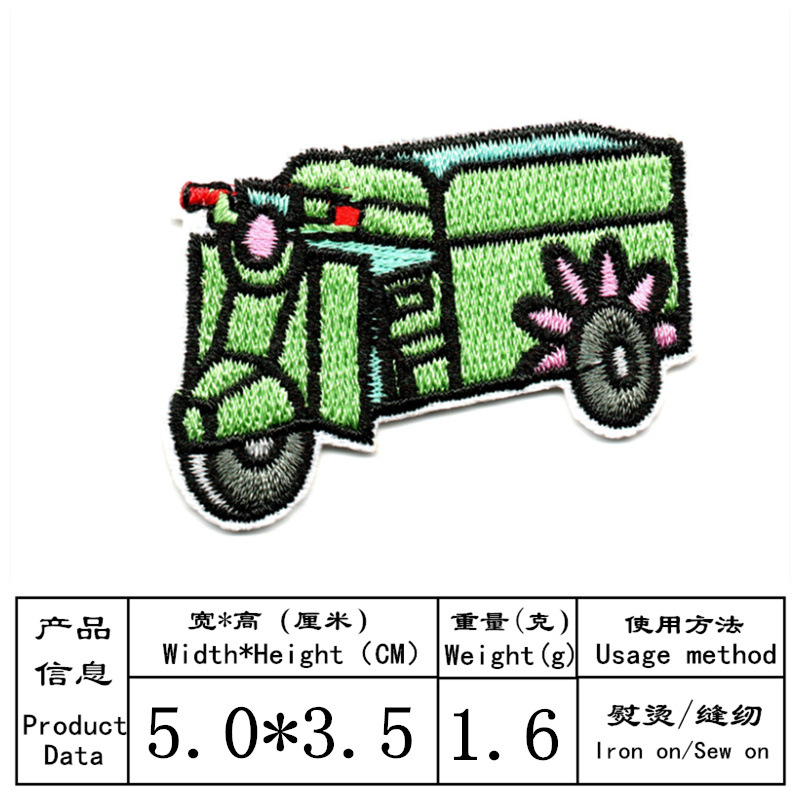 产品
信息
Product
Data
宽*高 (厘米)
Width*Height (CM)
重量(克)
Weight(g)
使用方法
Usage method
5.0*3.5
1.6
熨烫/缝纫
Iron on/Sew on